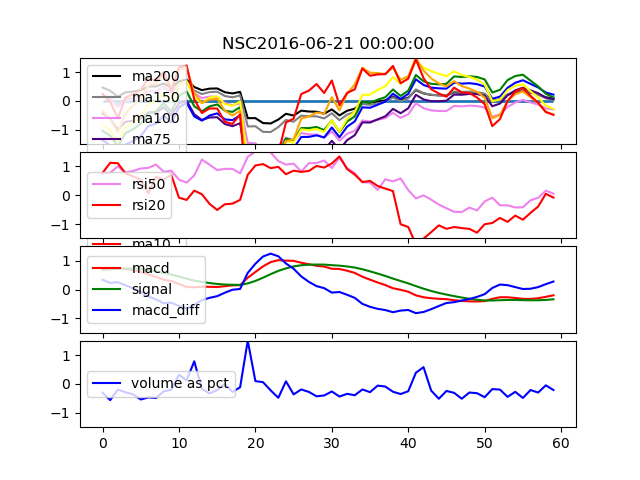 NSC2016-06-21 00:00:00
1
0
−1
ma200
ma150
ma100
ma75
1
0
−1
rsi50
rsi20
ma10
1
0
−1
macd
signal
macd_diff
1
0
−1
volume as pct
0
10
20
30
40
50
60